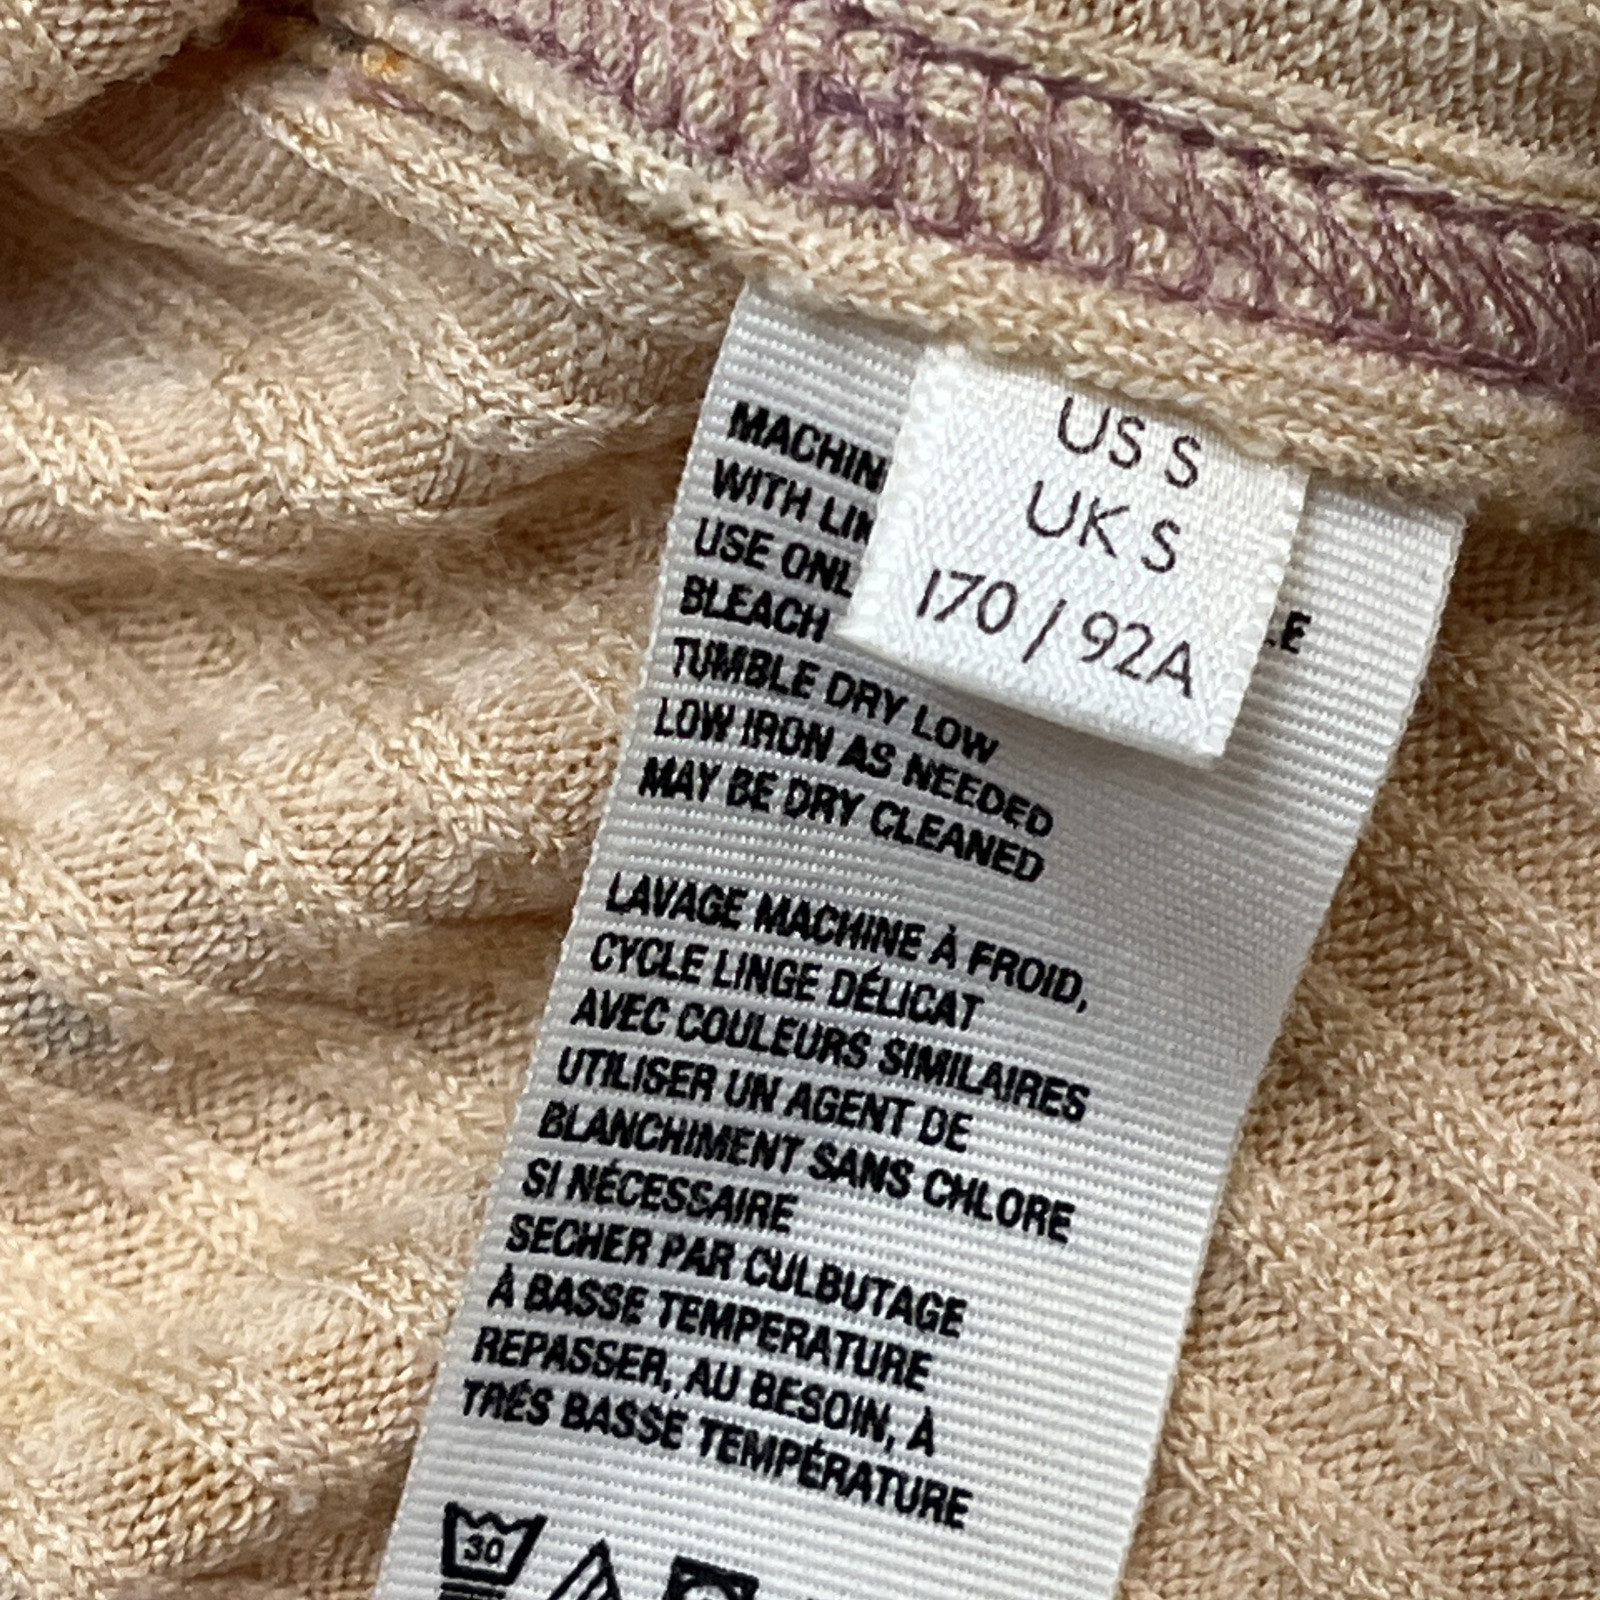 US S
UK S
170 / 92A
MACHIN
WITH LIK
USE ONL
BLEACH LE
TUMBLE DRY LOW
LOW IRON AS NEEDED
MAY BE DRY CLEANED
LAVAGE MACHINE À FROID,
CYCLE LINGE DÉLICAT
AVEC COULEURS SIMILAIRES
UTILISER UN AGENT DE
BLANCHIMENT SANS CHLORE
SI NÉCESSAIRE
SECHER PAR CULBUTAGE
À BASSE TEMPERATURE
REPASSER, AU BESOIN, À
TRÉS BASSE TEMPÉRATURE
30